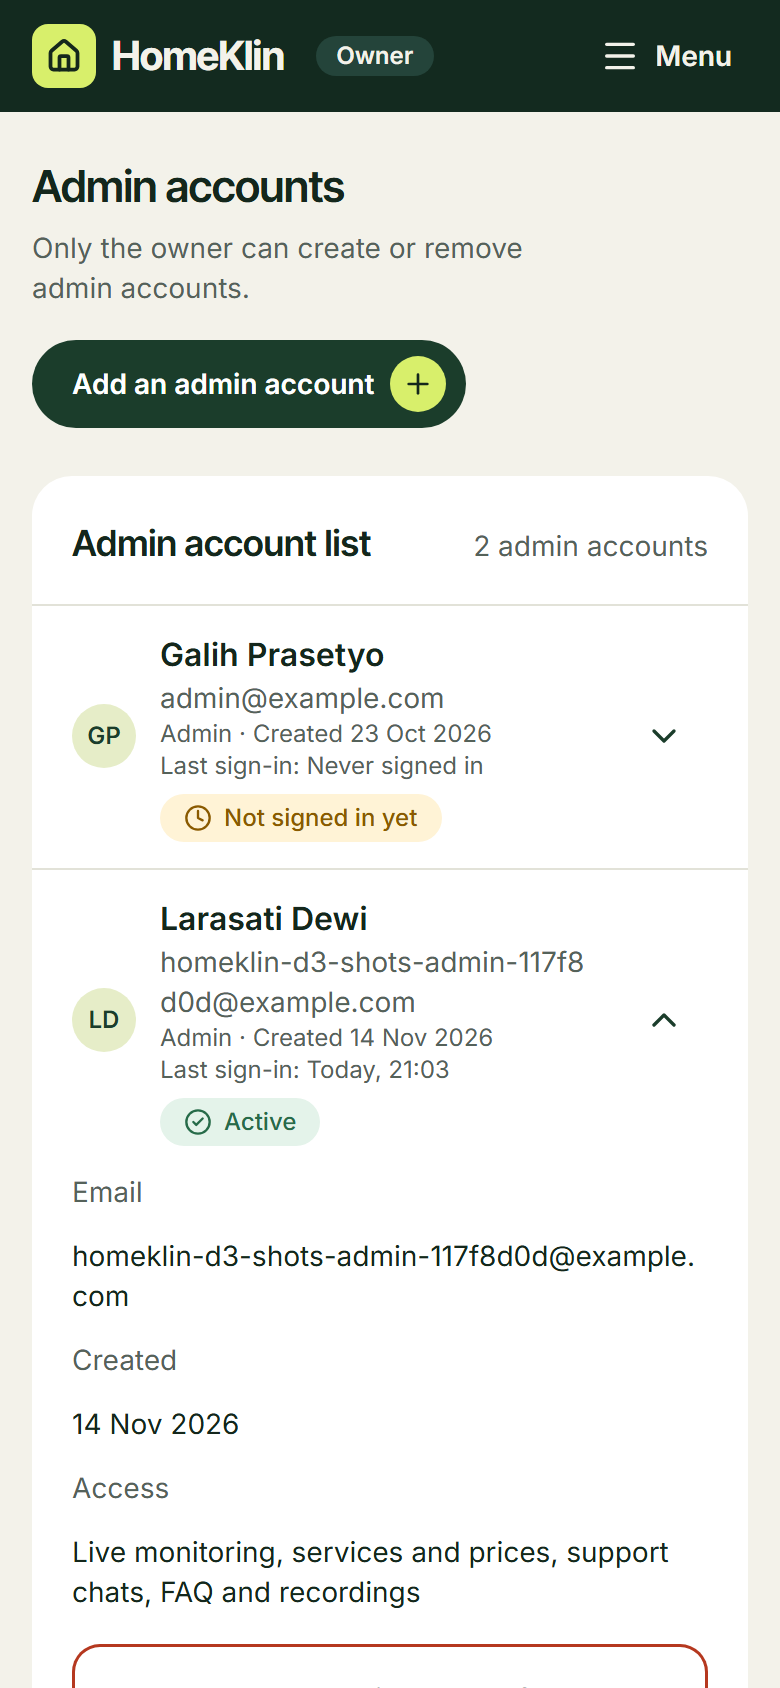 HomeKlin
Owner
Menu
Admin accounts
Only the owner can create or remove
admin accounts.
Add an admin account
Admin account list
2 admin accounts
Galih Prasetyo
admin@example.com
Admin · Created 23 Oct 2026
Last sign-in: Never signed in
GP
Not signed in yet
Larasati Dewi
homeklin-d3-shots-admin-117f8
d0d@example.com
LD
Admin · Created 14 Nov 2026
Last sign-in: Today, 21:03
Active
Email
homeklin-d3-shots-admin-117f8d0d@example.
com
Created
14 Nov 2026
Access
Live monitoring, services and prices, support
chats, FAQ and recordings